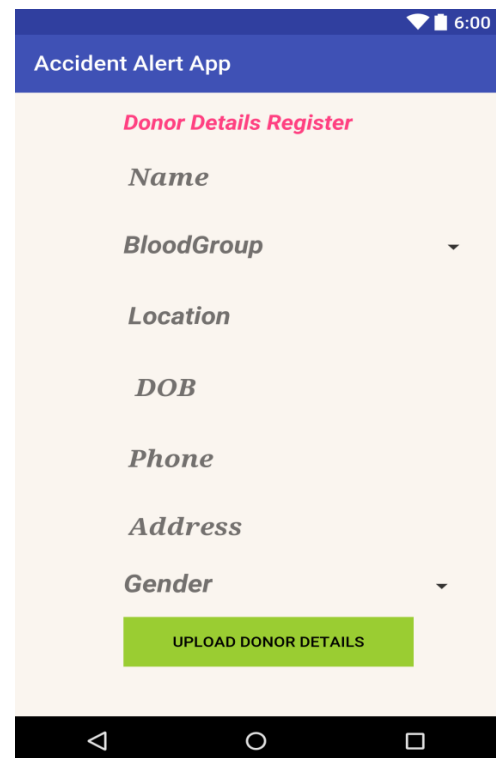 6:00
Accident Alert App
Donor Details Register
Name
BloodGroup
Location
DOB
Phone
Address
Gender
UPLOAD DONOR DETAILS